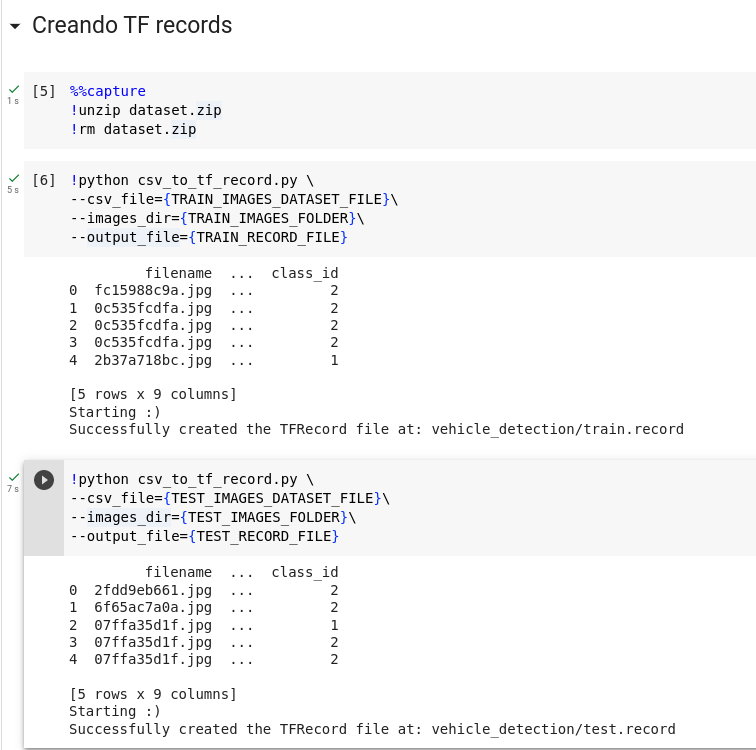 Creando TF records
1 s
[5] %%capture
!unzip dataset.zip
!rm dataset.zip
5 s
[6] !python csv_to_tf_record.py \
--csv_file={TRAIN_IMAGES_DATASET_FILE}\
--images_dir={TRAIN_IMAGES_FOLDER}\
--output_file={TRAIN_RECORD_FILE}
filename ... class_id
0 fc15988c9a.jpg ... 2
1 0c535fcdfa.jpg ... 2
2 0c535fcdfa.jpg ... 2
3 0c535fcdfa.jpg ... 2
4 2b37a718bc.jpg ... 1
[5 rows x 9 columns]
Starting :)
Successfully created the TFRecord file at: vehicle_detection/train.record
7 s
!python csv_to_tf_record.py \
--csv_file={TEST_IMAGES_DATASET_FILE}\
--images_dir={TEST_IMAGES_FOLDER}\
--output_file={TEST_RECORD_FILE}
filename ... class_id
0 2fdd9eb661.jpg ... 2
1 6f65ac7a0a.jpg ... 2
2 07ffa35d1f.jpg ... 1
3 07ffa35d1f.jpg ... 2
4 07ffa35d1f.jpg ... 2
[5 rows x 9 columns]
Starting :)
Successfully created the TFRecord file at: vehicle_detection/test.record